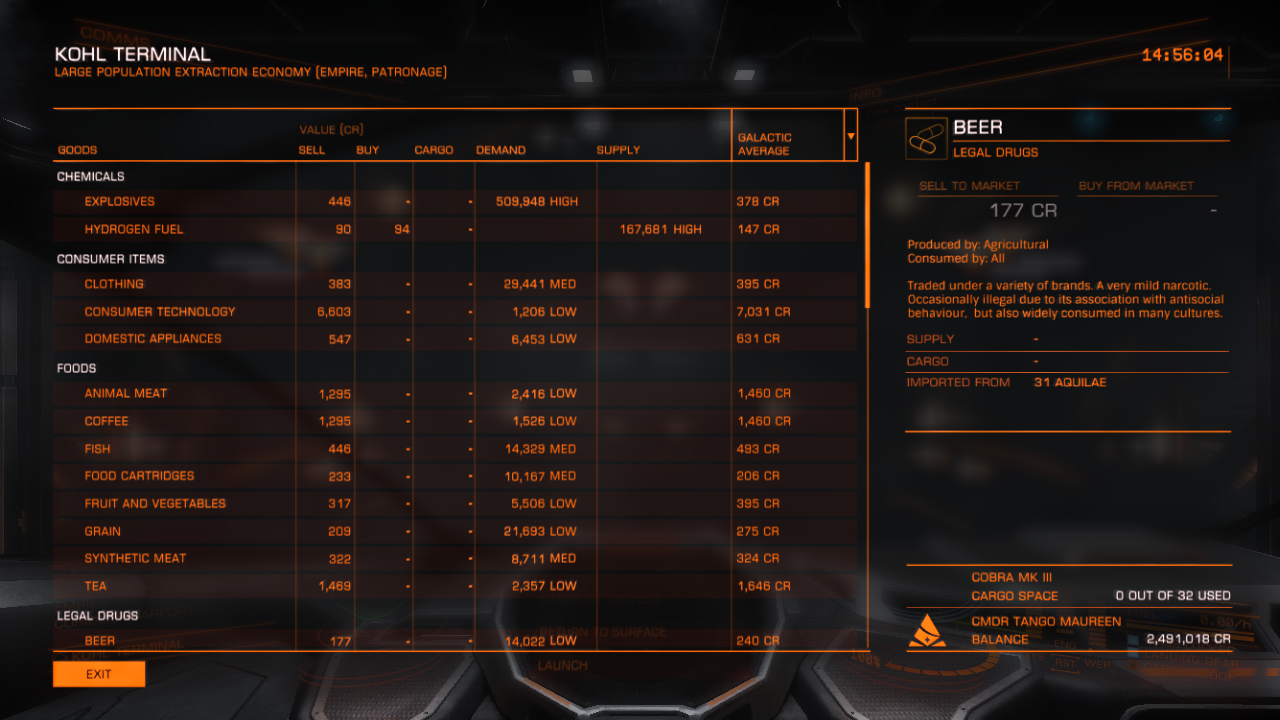 COMMS
KOHL TERMINAL
LARGE POPULATION EXTRACTION ECONOMY (EMPIRE, PATRONAGE)
14:56:04
INFO
VALUE (CR)
GOODS SELL BUY CARGO DEMAND SUPPLY GALACTIC AVERAGE
CHEMICALS
EXPLOSIVES 446 - - 509,948 HIGH 378 CR
HYDROGEN FUEL 90 94 - 167,681 HIGH 147 CR
CONSUMER ITEMS
CLOTHING 383 - - 29,441 MED 395 CR
CONSUMER TECHNOLOGY 6,603 - - 1,206 LOW 7,031 CR
DOMESTIC APPLIANCES 547 - - 6,453 LOW 631 CR
FOODS
ANIMAL MEAT 1,295 - - 2,416 LOW 1,460 CR
COFFEE 1,295 - - 1,526 LOW 1,460 CR
FISH 446 - - 14,329 MED 493 CR
FOOD CARTRIDGES 233 - - 10,167 MED 206 CR
FRUIT AND VEGETABLES 317 - - 5,506 LOW 395 CR
GRAIN 209 - - 21,693 LOW 275 CR
SYNTHETIC MEAT 322 - - 8,711 MED 324 CR
TEA 1,469 - - 2,357 LOW 1,646 CR
LEGAL DRUGS
BEER 177 - - 14,022 LOW 240 CR
RETURN TO SURFACE
LAUNCH
KOHL TERMINAL
EXIT
BEER
LEGAL DRUGS
SELL TO MARKET BUY FROM MARKET
177 CR -
Produced by: Agricultural
Consumed by: All
Traded under a variety of brands. A very mild narcotic.
Occasionally illegal due to its association with antisocial
behaviour, but also widely consumed in many cultures.
SUPPLY -
CARGO -
IMPORTED FROM 31 AQUILAE
COBRA MK III
CARGO SPACE 0 OUT OF 32 USED
CMDR TANGO MAUREEN
BALANCE 2,491,018 CR